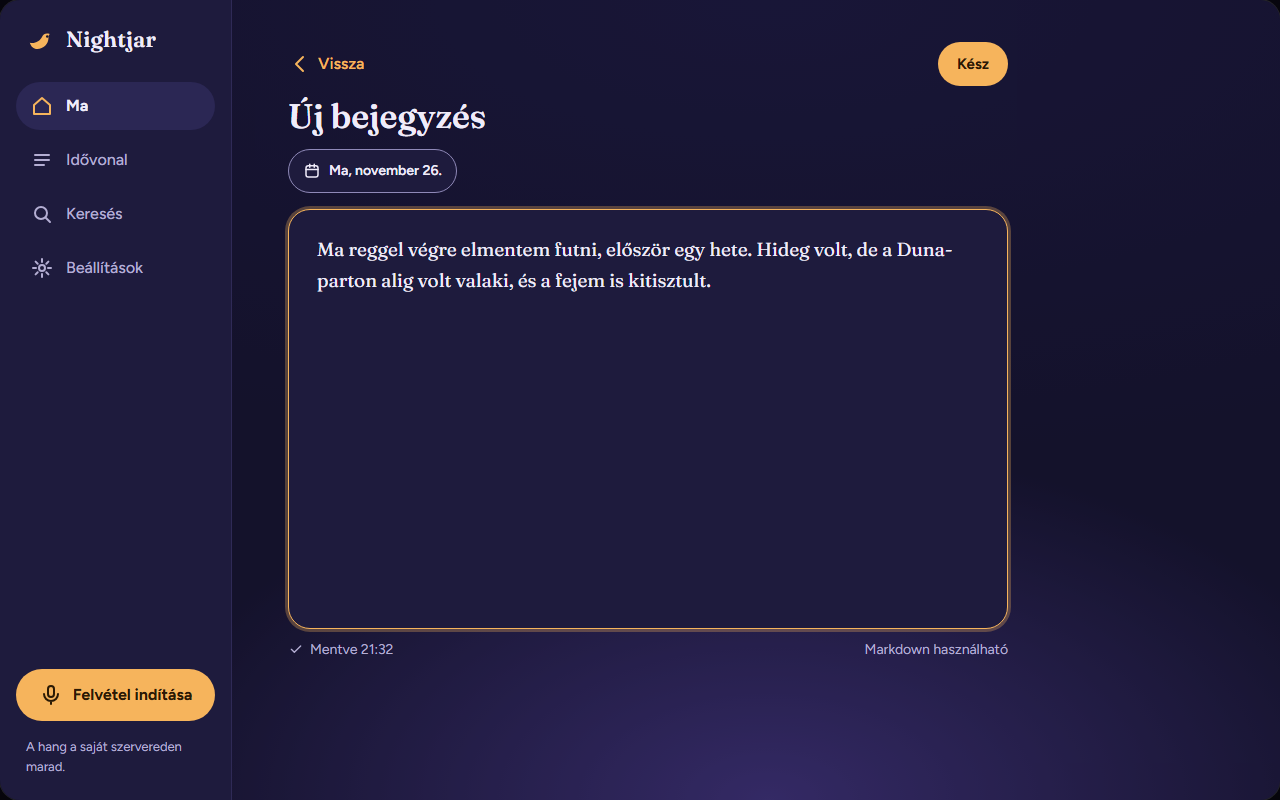 Nightjar
Ma
Idővonal
Keresés
Beállítások
Felvétel indítása
A hang a saját szervereden
marad.
Vissza
Kész
Új bejegyzés
Ma, november 26.
Ma reggel végre elmentem futni, először egy hete. Hideg volt, de a Duna-
parton alig volt valaki, és a fejem is kitisztult.
Mentve 21:32
Markdown használható